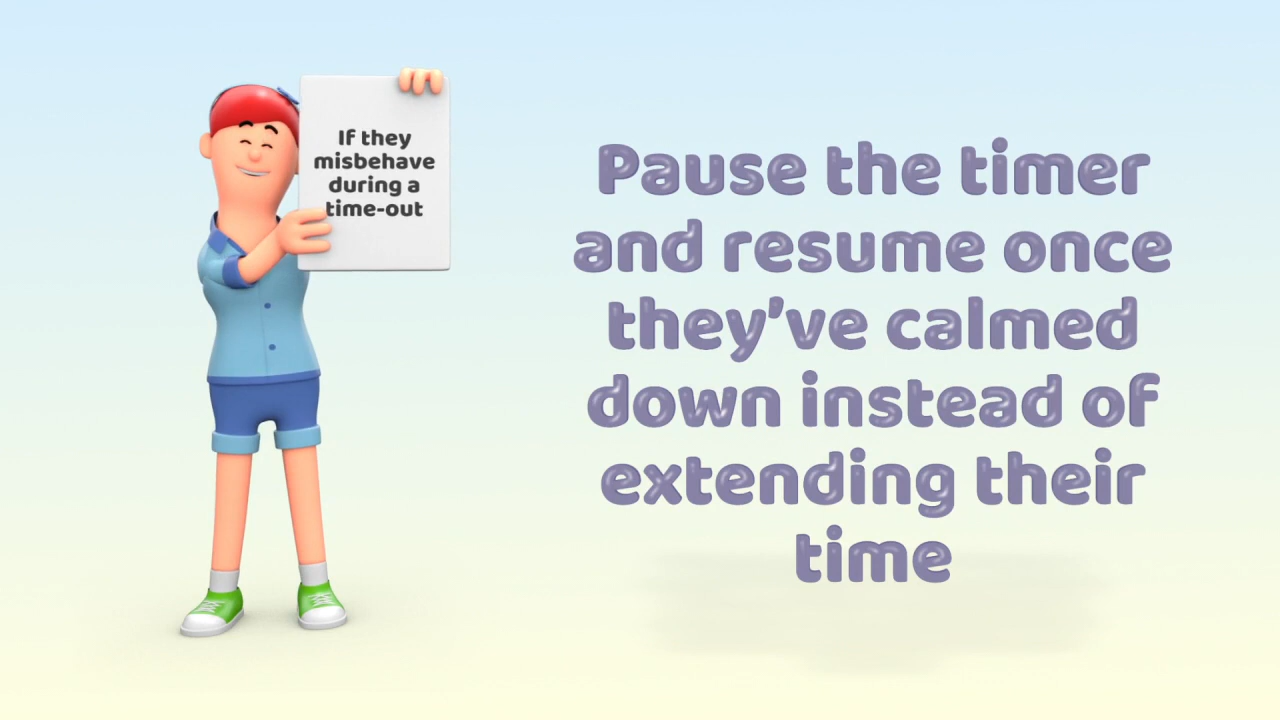 If they
misbehave
during a
time-out
Pause the timer
and resume once
they've calmed
down instead of
extending their
time